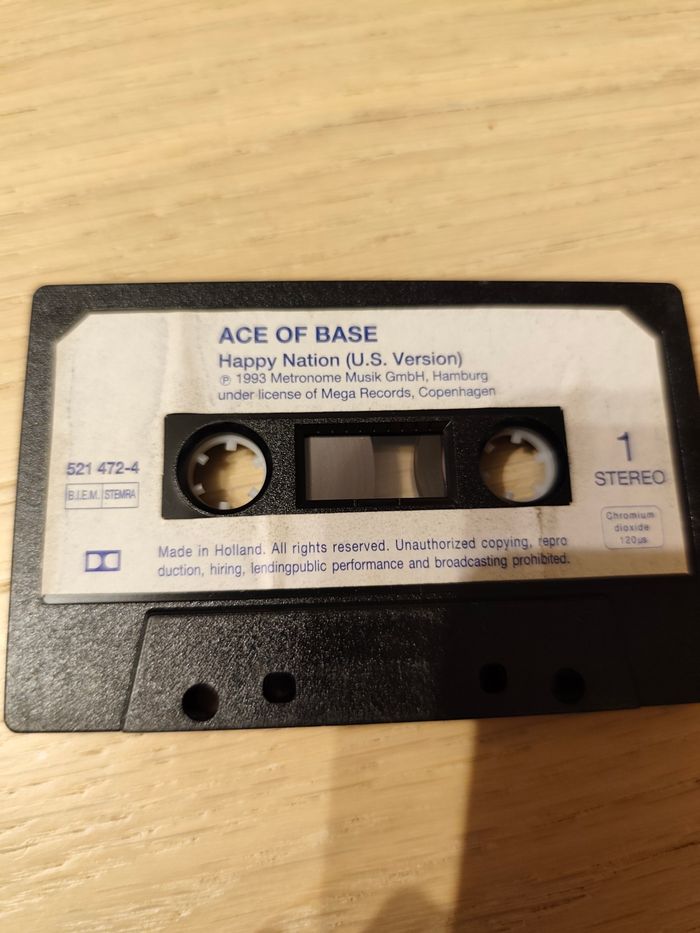 ACE OF BASE
Happy Nation (U.S. Version)
℗ 1993 Metronome Musik GmbH, Hamburg
under license of Mega Records, Copenhagen
521 472-4
B.I.E.M. STEMRA
1
STEREO
Chromium
dioxide
120µs
Made in Holland. All rights reserved. Unauthorized copying, repro
duction, hiring, lendingpublic performance and broadcasting prohibited.